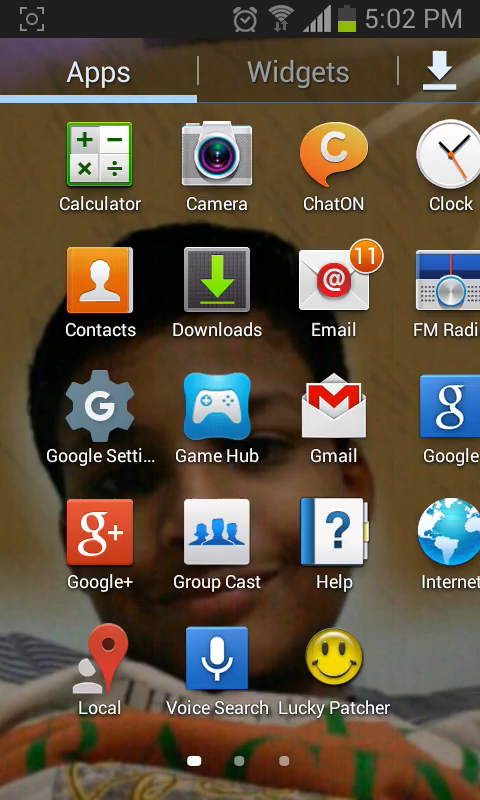 5:02 PM
Apps
Widgets
Calculator
Camera
C
ChatON
Clock
11
@
Contacts
Downloads
Email
FM Radi
G
M
g
Google Setti...
Game Hub
Gmail
Google
g+
?
Google+
Group Cast
Help
Internet
Local
Voice Search
Lucky Patcher